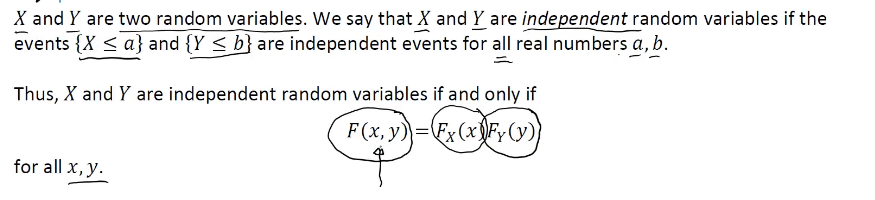 X and Y are two random variables. We say that X and Y are independent random variables if the
events {X ≤ a} and {Y ≤ b} are independent events for all real numbers a, b.
Thus, X and Y are independent random variables if and only if
F(x, y) = F_X(x)F_Y(y)
for all x, y.